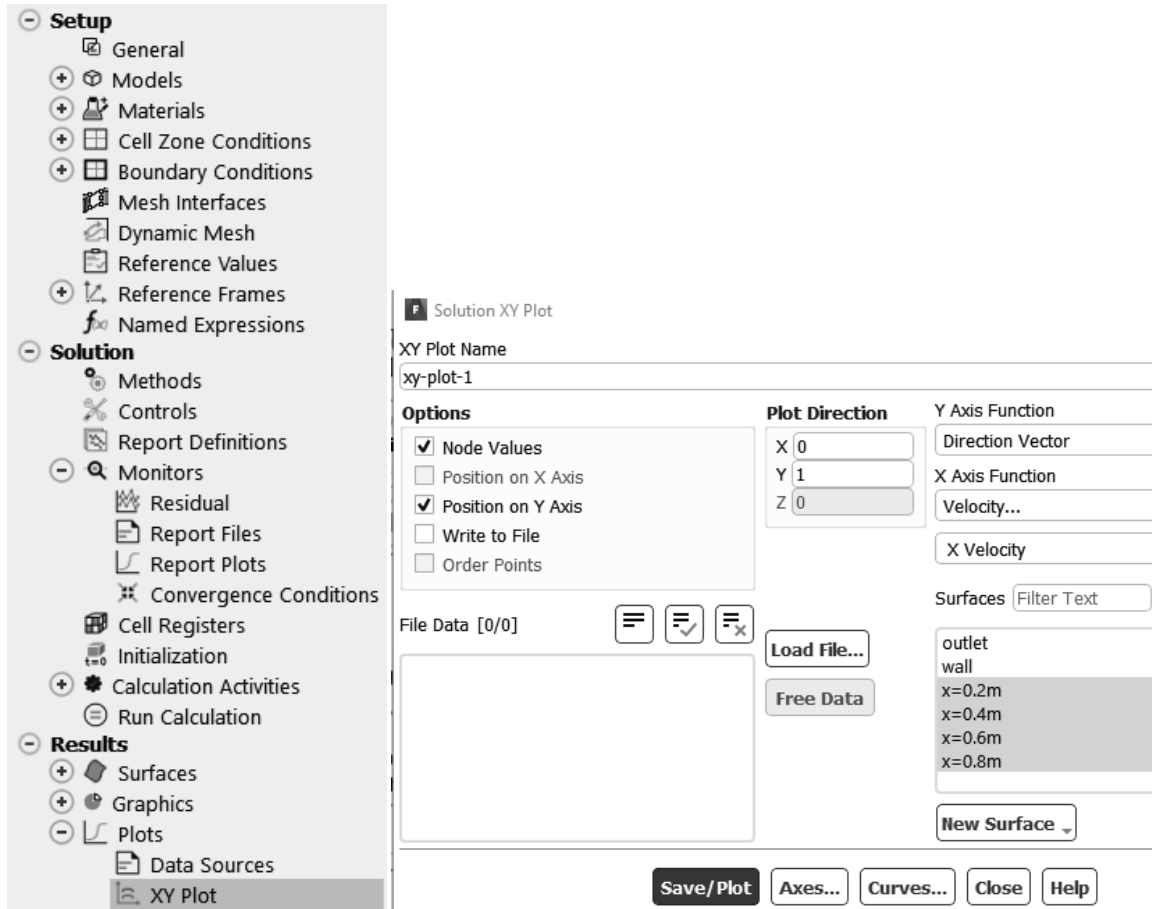 Setup
General
Models
Materials
Cell Zone Conditions
Boundary Conditions
Mesh Interfaces
Dynamic Mesh
Reference Values
Reference Frames
f(x) Named Expressions
Solution
Methods
Controls
Report Definitions
Monitors
Residual
Report Files
Report Plots
Convergence Conditions
Cell Registers
t=0 Initialization
Calculation Activities
Run Calculation
Results
Surfaces
Graphics
Plots
Data Sources
XY Plot
F Solution XY Plot
XY Plot Name
xy-plot-1
Options
Node Values
Position on X Axis
Position on Y Axis
Write to File
Order Points
Plot Direction
X 0
Y 1
Z 0
Y Axis Function
Direction Vector
X Axis Function
Velocity...
X Velocity
File Data [0/0]
Load File...
Free Data
Surfaces Filter Text
outlet
wall
x=0.2m
x=0.4m
x=0.6m
x=0.8m
New Surface
Save/Plot Axes... Curves... Close Help